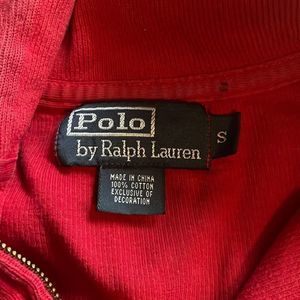 Polo
by Ralph Lauren
S
MADE IN CHINA
100% COTTON
EXCLUSIVE OF
DECORATION